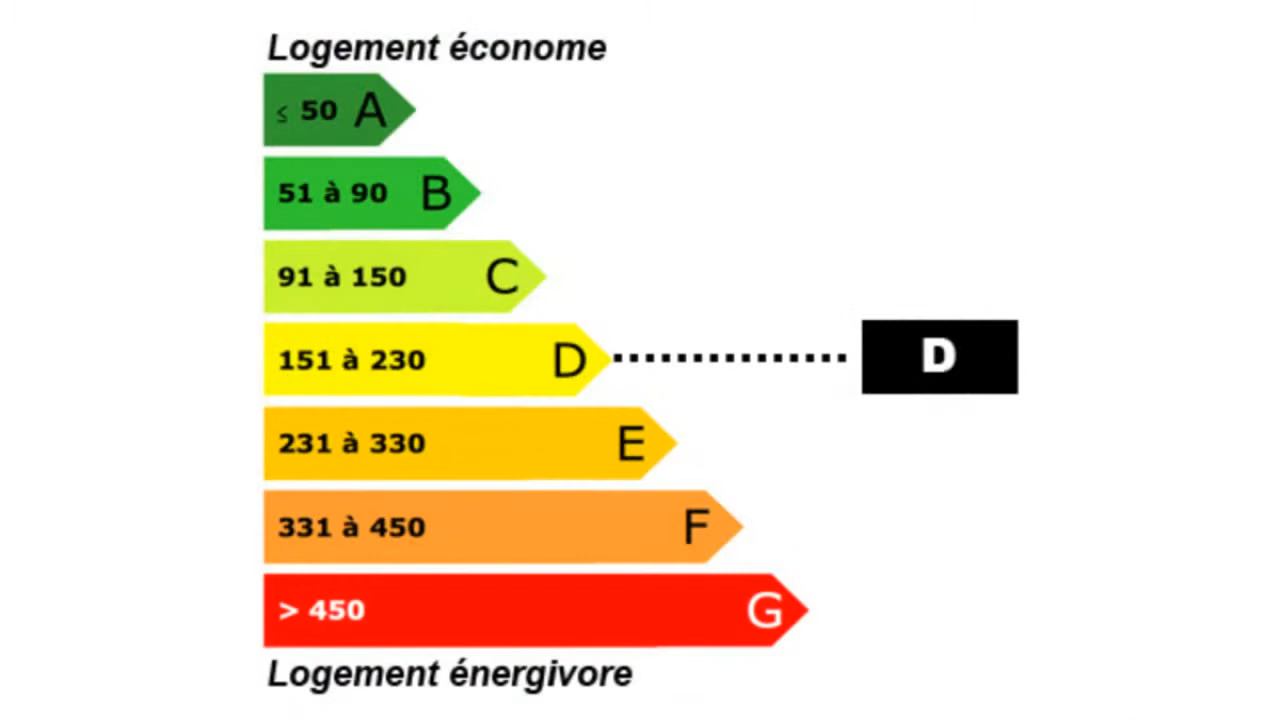 Logement économe
≤ 50 A
51 à 90 B
91 à 150 C
151 à 230 D
D
231 à 330 E
331 à 450 F
> 450 G
Logement énergivore